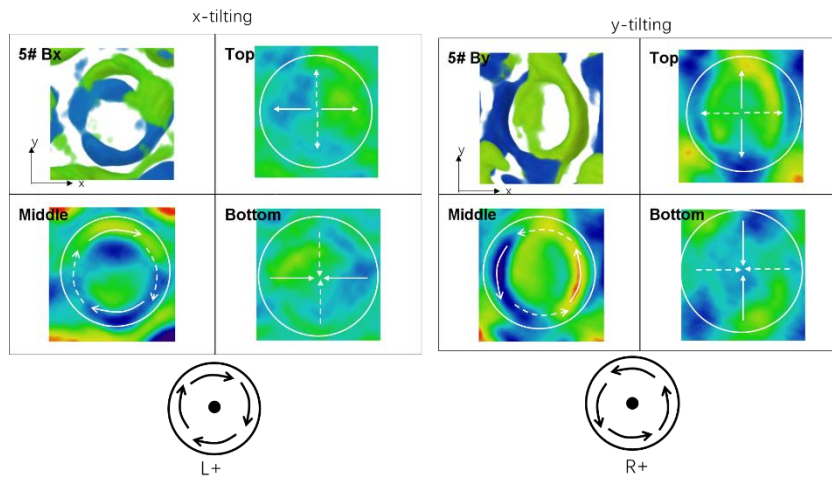 x-tilting
5# Bx
Top
y
x
Middle
Bottom
L+
y-tilting
5# By
Top
y
x
Middle
Bottom
R+